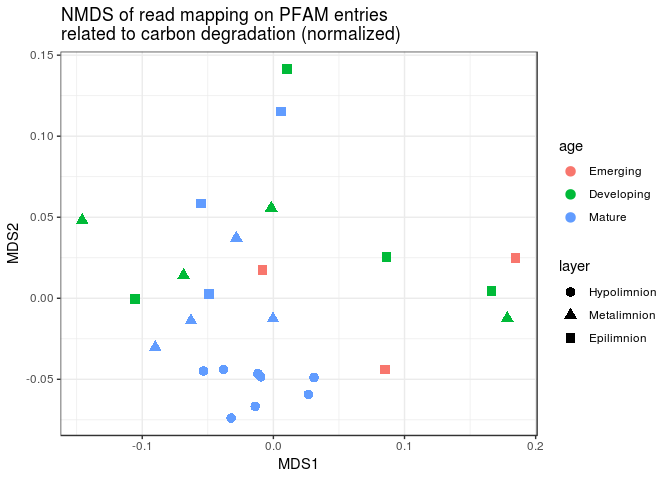 NMDS of read mapping on PFAM entries
related to carbon degradation (normalized)
0.15
0.10
0.05
0.00
-0.05
MDS2
-0.1
0.0
0.1
0.2
MDS1
age
Emerging
Developing
Mature
layer
Hypolimnion
Metalimnion
Epilimnion